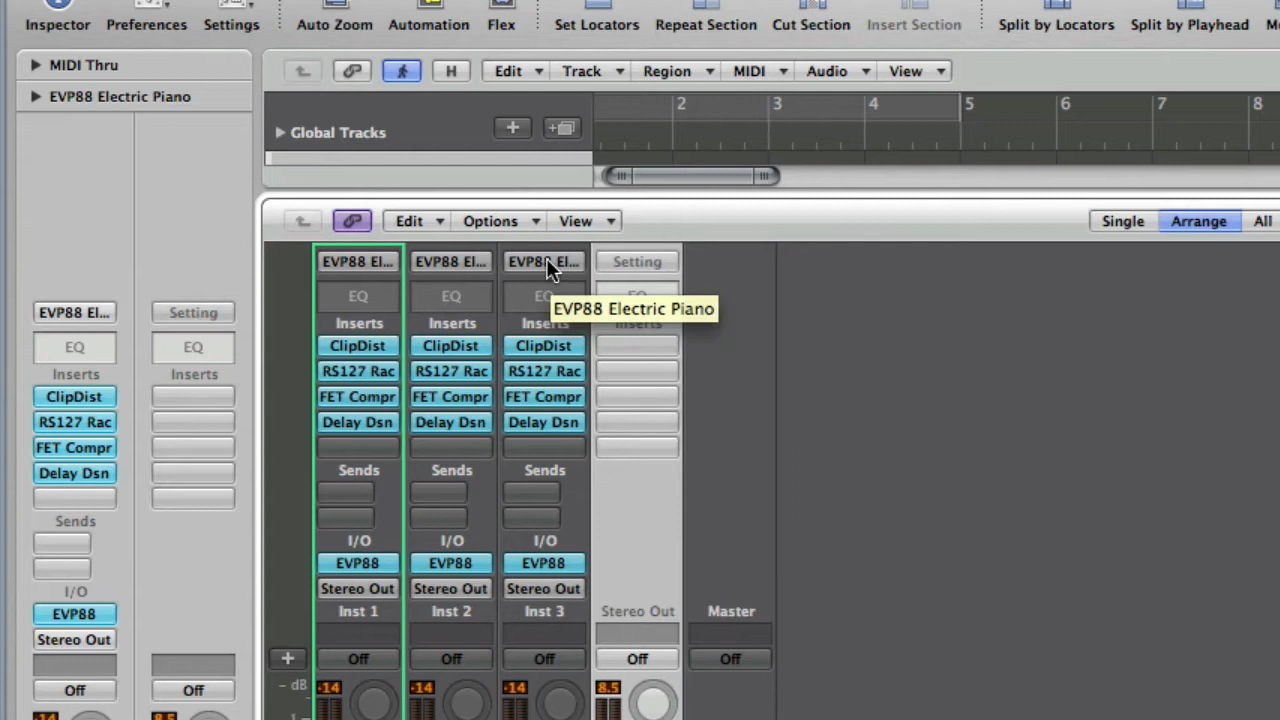 Inspector Preferences Settings Auto Zoom Automation Flex Set Locators Repeat Section Cut Section Insert Section Split by Locators Split by Playhead
MIDI Thru
H Edit Track Region MIDI Audio View
EVP88 Electric Piano
2 3 4 5 6 7 8
Global Tracks
Edit Options View Single Arrange All
EVP88 El... EVP88 El... EVP88 El... Setting
EQ EQ EQ
EVP88 Electric Piano
EVP88 El... Setting
Inserts Inserts Inserts Inserts
EQ EQ
ClipDist ClipDist ClipDist
Inserts Inserts
RS127 Rac RS127 Rac RS127 Rac
ClipDist
FET Compr FET Compr FET Compr
RS127 Rac
Delay Dsn Delay Dsn Delay Dsn
FET Compr
Delay Dsn
Sends Sends Sends
Sends
I/O I/O I/O
EVP88 EVP88 EVP88
I/O
Stereo Out Stereo Out Stereo Out
EVP88
Inst 1 Inst 2 Inst 3 Stereo Out Master
Stereo Out
Off Off Off Off Off
Off Off
dB -14 -14 -14 8.5
-14 8.5